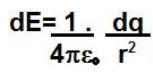 dE= 1 . dq
4πε₀ r²